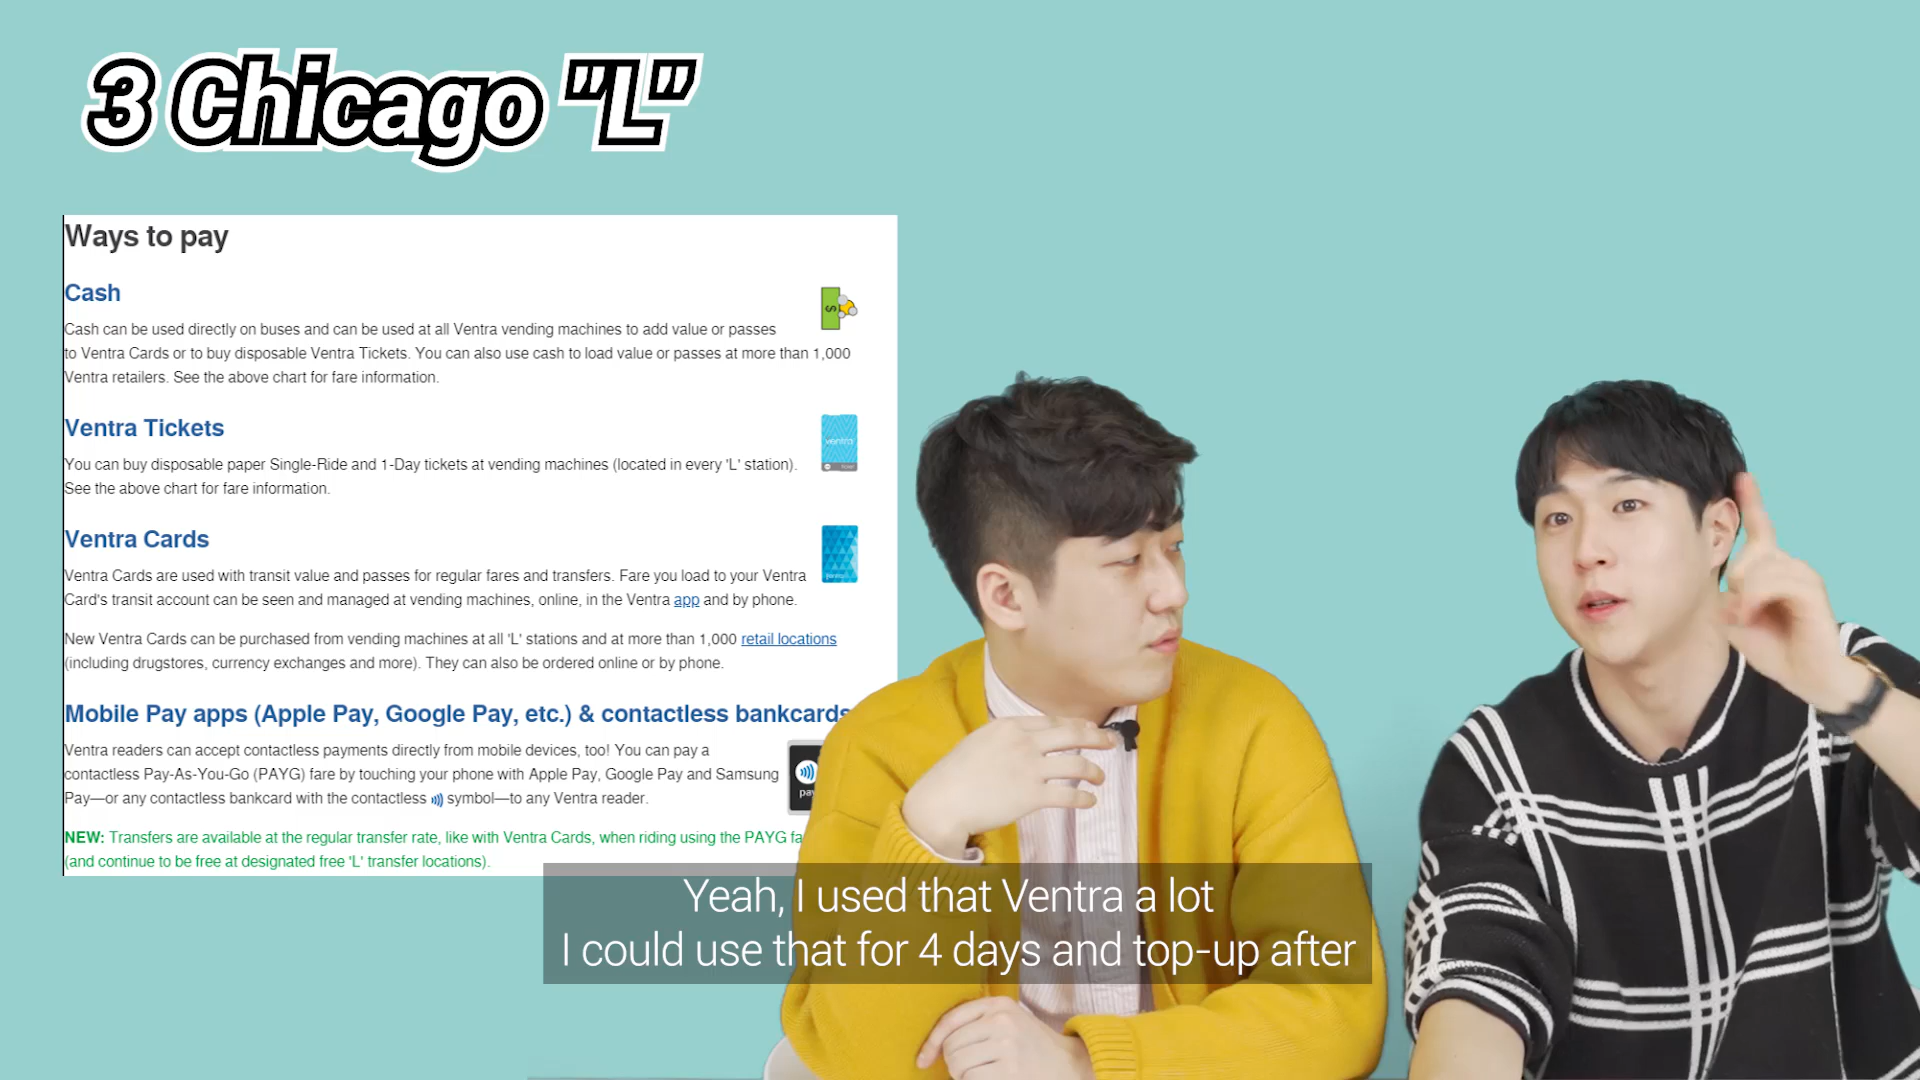 3 Chicago "L"
Ways to pay
Cash
Cash can be used directly on buses and can be used at all Ventra vending machines to add value or passes
to Ventra Cards or to buy disposable Ventra Tickets. You can also use cash to load value or passes at more than 1,000
Ventra retailers. See the above chart for fare information.
$
Ventra Tickets
You can buy disposable paper Single-Ride and 1-Day tickets at vending machines (located in every 'L' station).
See the above chart for fare information.
ventra
Ventra Cards
Ventra Cards are used with transit value and passes for regular fares and transfers. Fare you load to your Ventra
Card's transit account can be seen and managed at vending machines, online, in the Ventra app and by phone.
New Ventra Cards can be purchased from vending machines at all 'L' stations and at more than 1,000 retail locations
(including drugstores, currency exchanges and more). They can also be ordered online or by phone.
Mobile Pay apps (Apple Pay, Google Pay, etc.) & contactless bankcards
Ventra readers can accept contactless payments directly from mobile devices, too! You can pay a
contactless Pay-As-You-Go (PAYG) fare by touching your phone with Apple Pay, Google Pay and Samsung
Pay—or any contactless bankcard with the contactless symbol—to any Ventra reader.
pay
NEW: Transfers are available at the regular transfer rate, like with Ventra Cards, when riding using the PAYG fa
(and continue to be free at designated free 'L' transfer locations).
Yeah, I used that Ventra a lot
I could use that for 4 days and top-up after